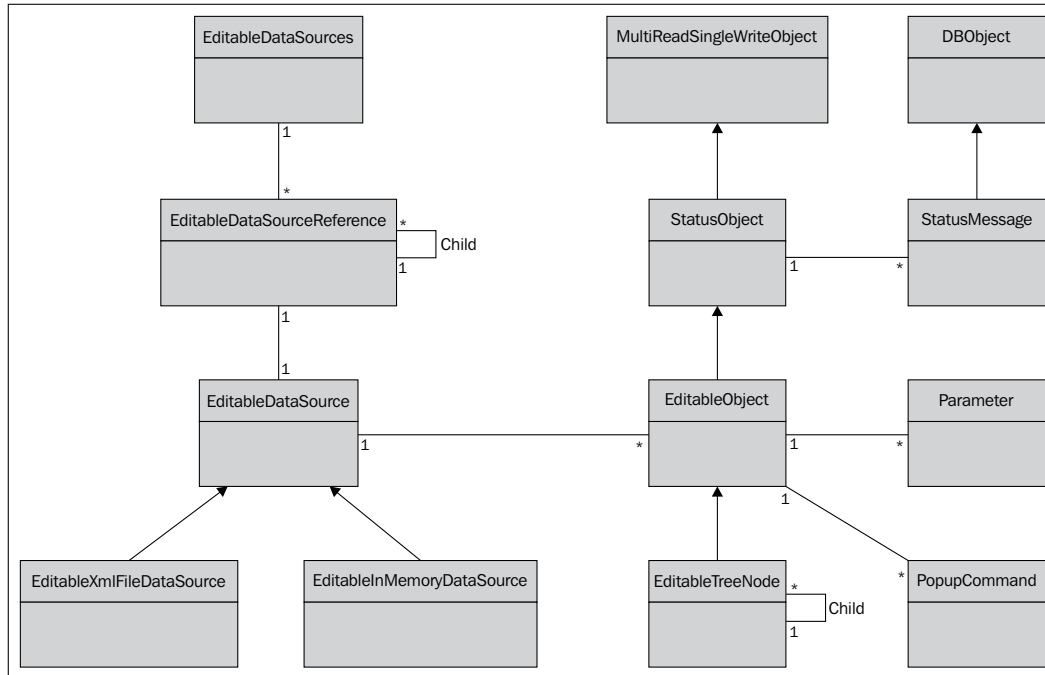 EditableDataSources
MultiReadSingleWriteObject
DBObject
1
*
EditableDataSourceReference
*
Child
1
StatusObject
StatusMessage
1
*
1
1
EditableDataSource
EditableObject
Parameter
1
*
1
*
1
EditableXmlFileDataSource
EditableInMemoryDataSource
EditableTreeNode
*
Child
1
*
PopupCommand